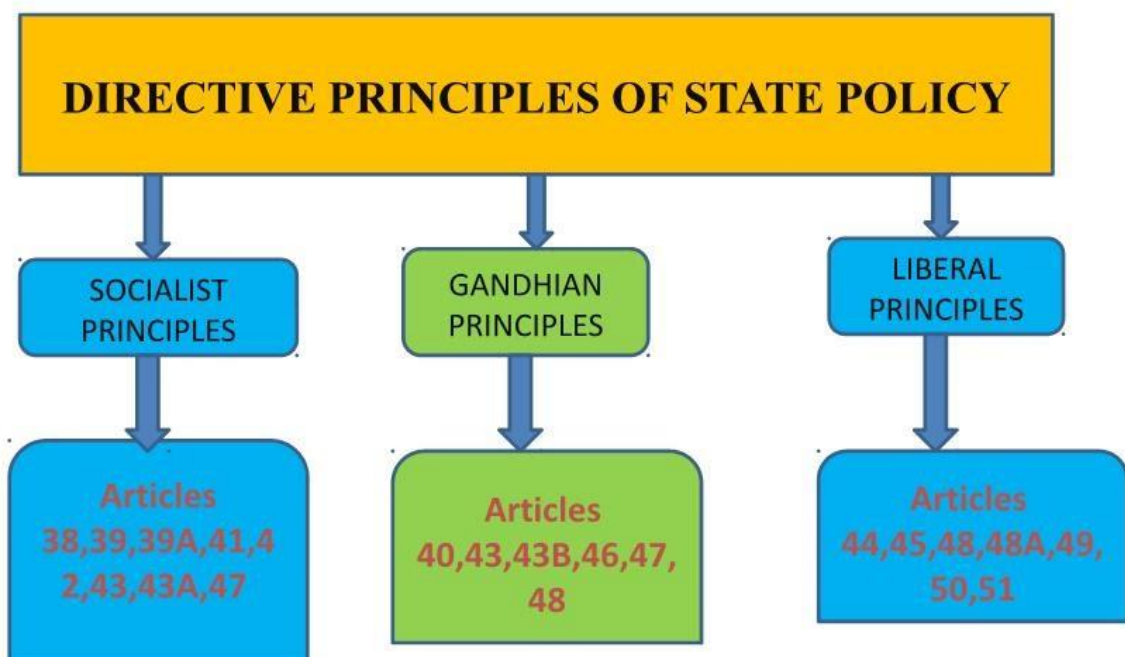 DIRECTIVE PRINCIPLES OF STATE POLICY
SOCIALIST
PRINCIPLES
GANDHIAN
PRINCIPLES
LIBERAL
PRINCIPLES
Articles
38,39,39A,41,4
2,43,43A,47
Articles
40,43,43B,46,47,
48
Articles
44,45,48,48A,49,
50,51